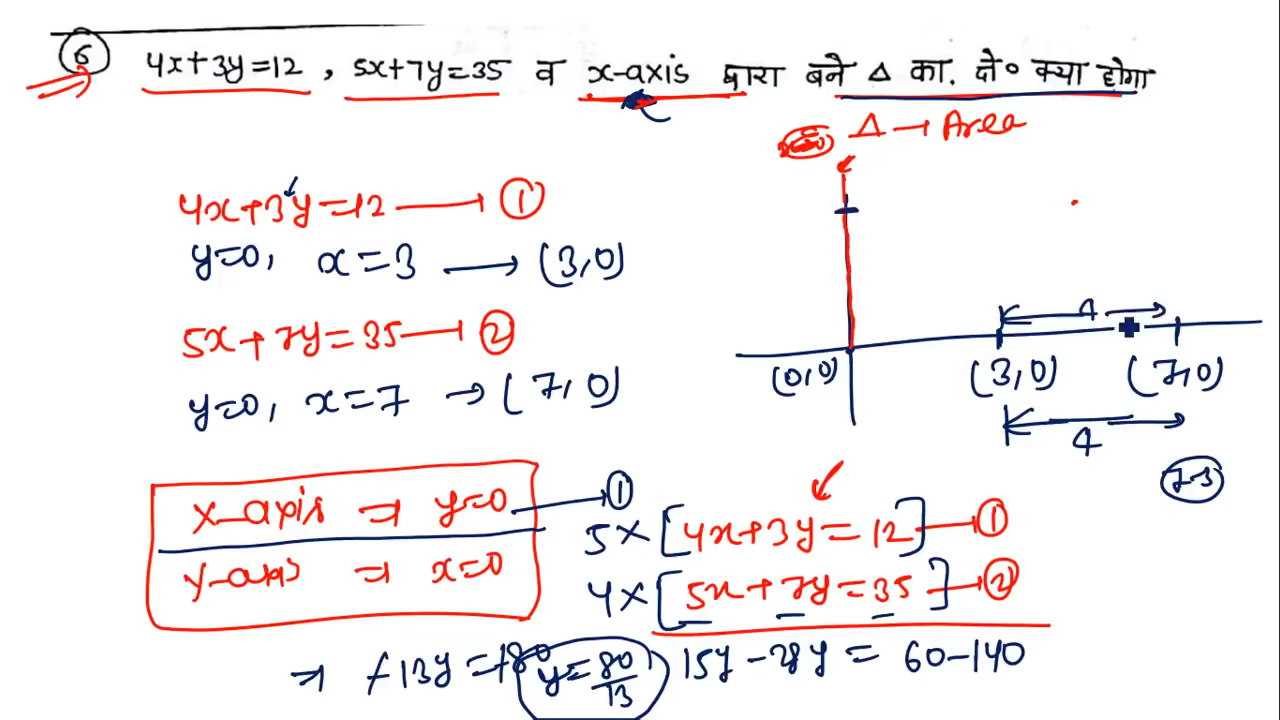 6 4x+3y=12 , 5x+7y=35 व x-axis द्वारा बने Δ का. क्षे॰ क्या होगा
Δ → Area
4x+3y=12 → ①
y=0, x=3 → (3,0)
5x+7y=35 → ②
y=0, x=7 → (7,0)
4
(0,0) (3,0) (7,0)
4
7-3
x-axis ⇒ y=0 → ①
y-axis ⇒ x=0
5×[4x+3y=12] → ①
4×[5x+7y=35] → ②
15y-28y = 60-140
⇒ +13y=+80 y=80/13